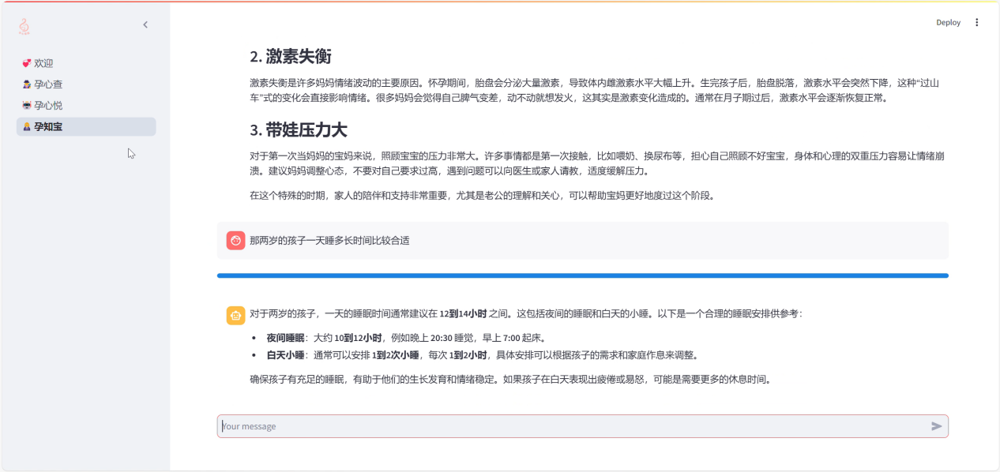 Deploy
欢迎
孕心查
孕心悦
孕知宝
2. 激素失衡
激素失衡是许多妈妈情绪波动的主要原因。怀孕期间，胎盘会分泌大量激素，导致体内雌激素水平大幅上升。生完孩子后，胎盘脱落，激素水平会突然下降，这种“过山
车”式的变化会直接影响情绪。很多妈妈会觉得自己脾气变差，动不动就想发火，这其实是激素变化造成的。通常在月子期过后，激素水平会逐渐恢复正常。
3. 带娃压力大
对于第一次当妈妈的宝妈来说，照顾宝宝的压力非常大。许多事情都是第一次接触，比如喂奶、换尿布等，担心自己照顾不好宝宝，身体和心理的双重压力容易让情绪崩
溃。建议妈妈调整心态，不要对自己要求过高，遇到问题可以向医生或家人请教，适度缓解压力。
在这个特殊的时期，家人的陪伴和支持非常重要，尤其是老公的理解和关心，可以帮助宝妈更好地度过这个阶段。
那两岁的孩子一天睡多长时间比较合适
对于两岁的孩子，一天的睡眠时间通常建议在 12到14小时 之间。这包括夜间的睡眠和白天的小睡。以下是一个合理的睡眠安排供参考：
• 夜间睡眠：大约 10到12小时，例如晚上 20:30 睡觉，早上 7:00 起床。
• 白天小睡：通常可以安排 1到2次小睡，每次 1到2小时，具体安排可以根据孩子的需求和家庭作息来调整。
确保孩子有充足的睡眠，有助于他们的生长发育和情绪稳定。如果孩子在白天表现出疲倦或易怒，可能是需要更多的休息时间。
Your message